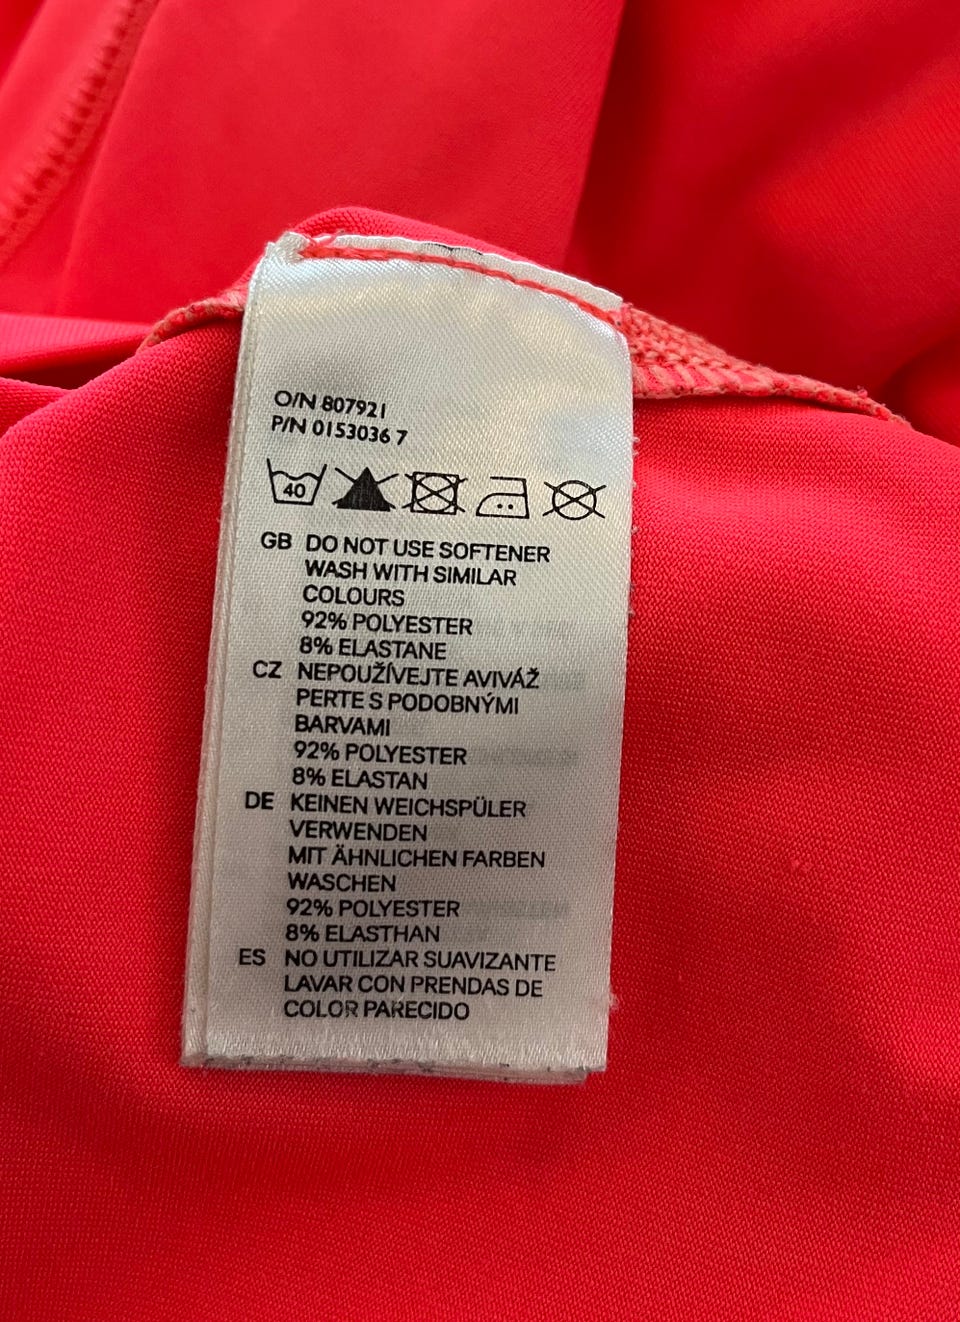 O/N 807921
P/N 0153036 7
40
GB DO NOT USE SOFTENER
WASH WITH SIMILAR
COLOURS
92% POLYESTER
8% ELASTANE
CZ NEPOUŽÍVEJTE AVIVÁŽ
PERTE S PODOBNÝMI
BARVAMI
92% POLYESTER
8% ELASTAN
DE KEINEN WEICHSPÜLER
VERWENDEN
MIT ÄHNLICHEN FARBEN
WASCHEN
92% POLYESTER
8% ELASTHAN
ES NO UTILIZAR SUAVIZANTE
LAVAR CON PRENDAS DE
COLOR PARECIDO